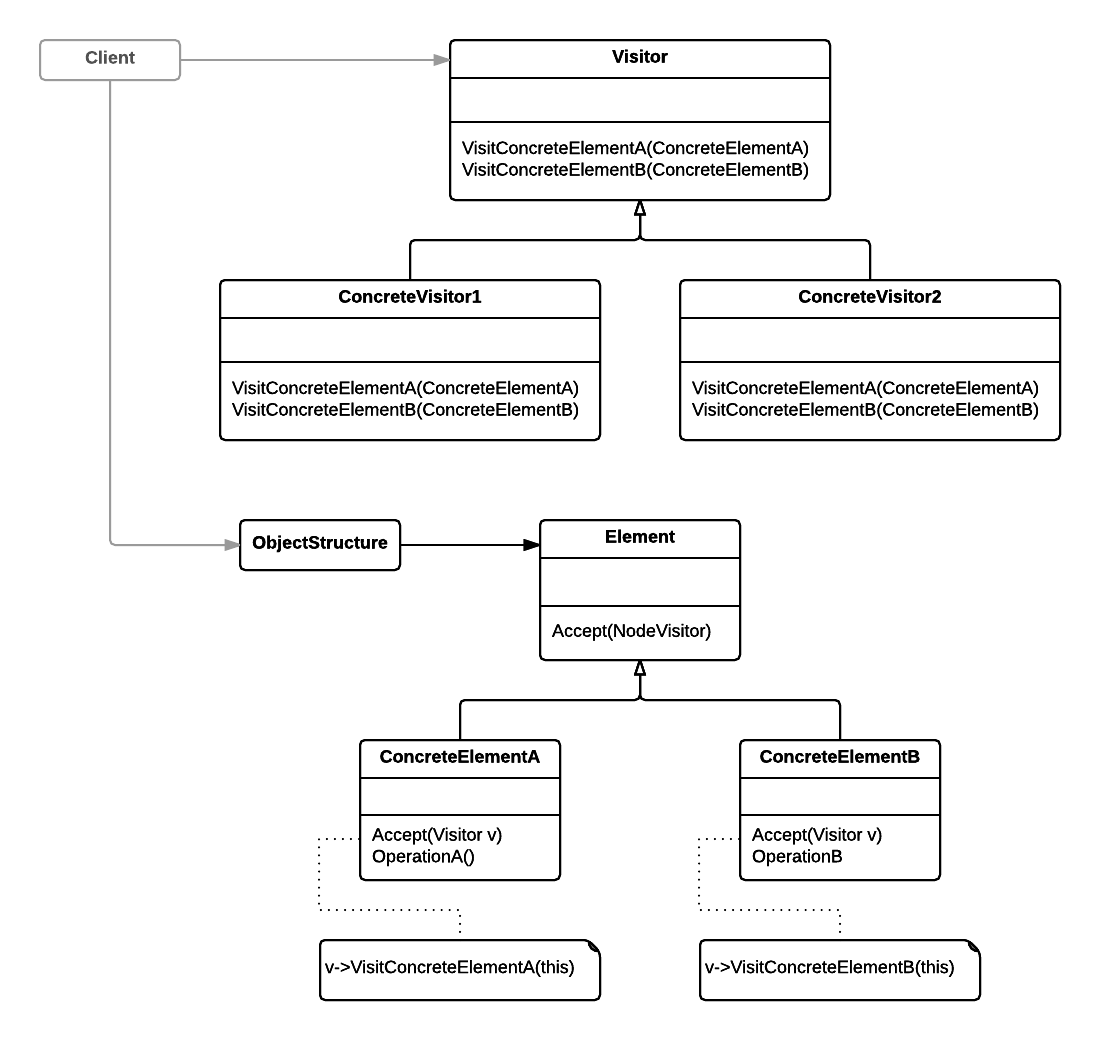 Client
Visitor
VisitConcreteElementA(ConcreteElementA)
VisitConcreteElementB(ConcreteElementB)
ConcreteVisitor1
VisitConcreteElementA(ConcreteElementA)
VisitConcreteElementB(ConcreteElementB)
ConcreteVisitor2
VisitConcreteElementA(ConcreteElementA)
VisitConcreteElementB(ConcreteElementB)
ObjectStructure
Element
Accept(NodeVisitor)
ConcreteElementA
Accept(Visitor v)
OperationA()
ConcreteElementB
Accept(Visitor v)
OperationB
v->VisitConcreteElementA(this)
v->VisitConcreteElementB(this)